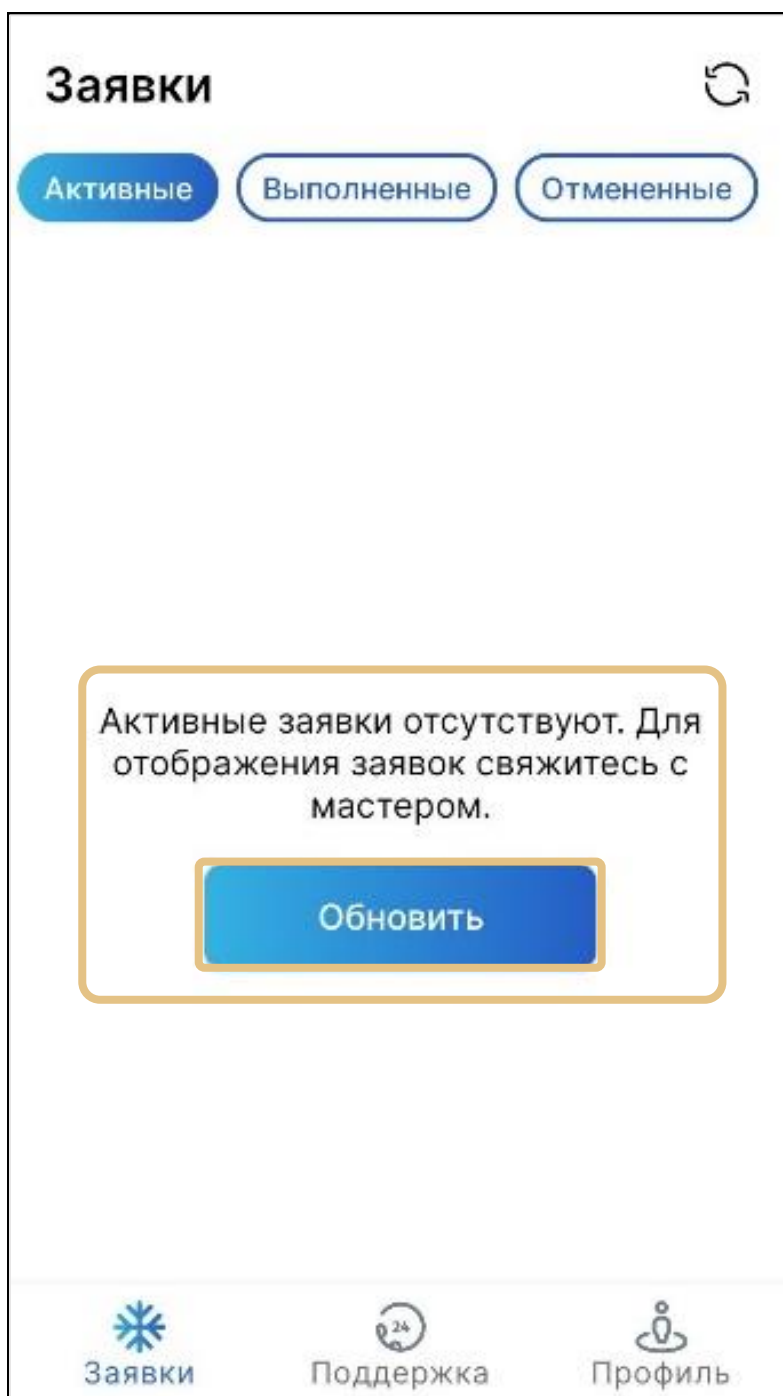 Заявки
Активные Выполненные Отмененные
Активные заявки отсутствуют. Для
отображения заявок свяжитесь с
мастером.
Обновить
24
Заявки Поддержка Профиль